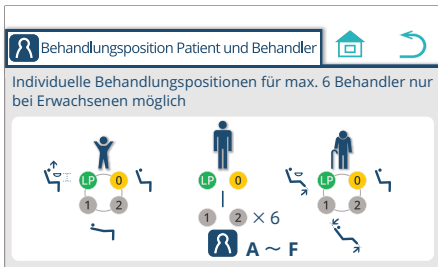 Behandlungsposition Patient und Behandler
Individuelle Behandlungspositionen für max. 6 Behandler nur
bei Erwachsenen möglich
LP 0 LP 0 LP 0
1 2 1 2 × 6 1 2
A ~ F